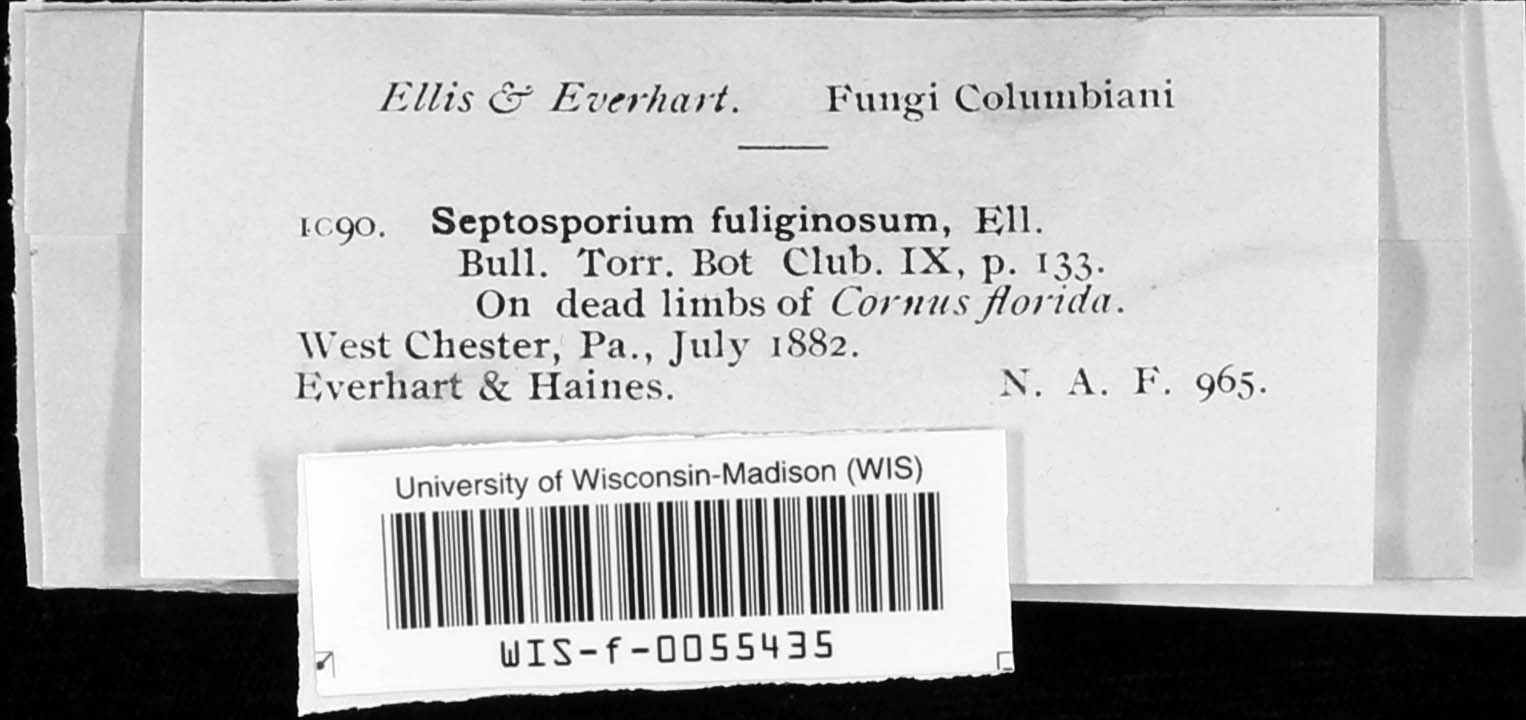 Ellis & Everhart. Fungi Columbiani
1090. Septosporium fuliginosum, Ell.
Bull. Torr. Bot Club. IX, p. 133.
On dead limbs of Cornus florida.
West Chester, Pa., July 1882.
Everhart & Haines. N. A. F. 965.
University of Wisconsin-Madison (WIS)
WIS-f-0055435